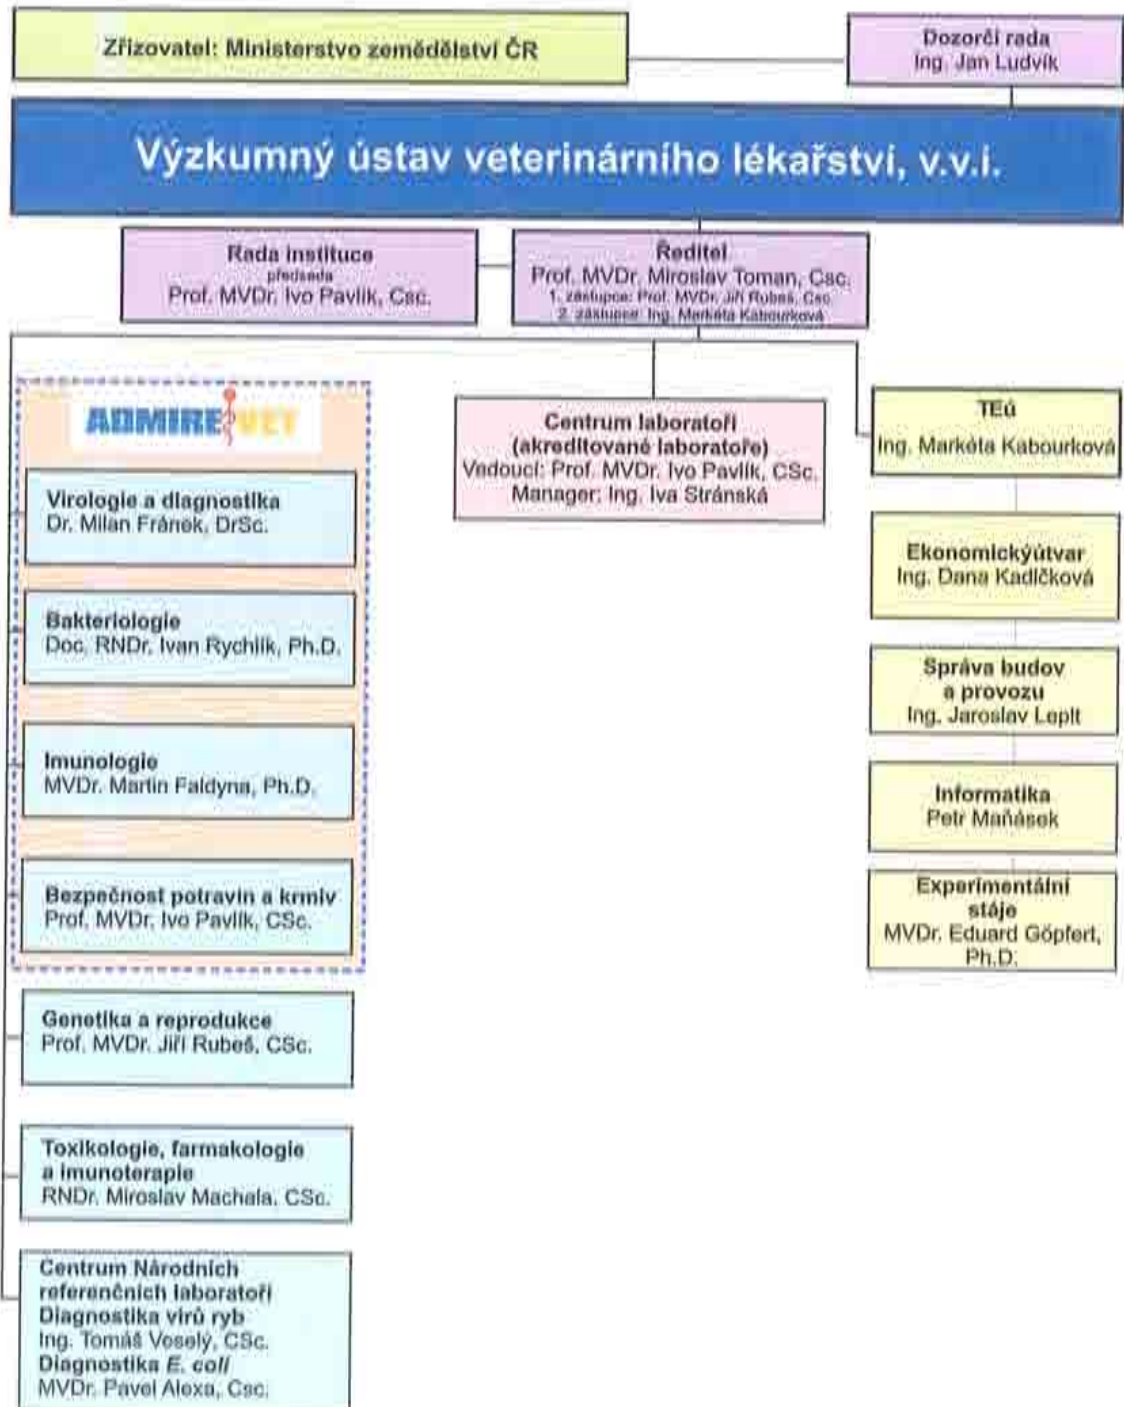 Zřizovatel: Ministerstvo zemědělství ČR
Dozorčí rada
Ing. Jan Ludvík
Výzkumný ústav veterinárního lékařství, v.v.i.
Rada instituce
předseda
Prof. MVDr. Ivo Pavlík, Csc.
Ředitel
Prof. MVDr. Miroslav Toman, Csc.
1. zástupce: Prof. MVDr. Jiří Rubeš, Csc.
2. zástupce: Ing. Markéta Kabourková
ADMIREVET
Virologie a diagnostika
Dr. Milan Fránek, DrSc.
Bakteriologie
Doc. RNDr. Ivan Rychlík, Ph.D.
Imunologie
MVDr. Martin Faldyna, Ph.D.
Bezpečnost potravin a krmiv
Prof. MVDr. Ivo Pavlík, CSc.
Genetika a reprodukce
Prof. MVDr. Jiří Rubeš, CSc.
Toxikologie, farmakologie
a imunoterapie
RNDr. Miroslav Machala, CSc.
Centrum Národních
referenčních laboratoří
Diagnostika virů ryb
Ing. Tomáš Veselý, CSc.
Diagnostika E. coli
MVDr. Pavel Alexa, Csc.
Centrum laboratoří
(akreditované laboratoře)
Vedoucí: Prof. MVDr. Ivo Pavlík, CSc.
Manager: Ing. Iva Stránská
TEú
Ing. Markéta Kabourková
Ekonomickýútvar
Ing. Dana Kadlčková
Správa budov
a provozu
Ing. Jaroslav Leplt
Informatika
Petr Maňásek
Experimentální
stáje
MVDr. Eduard Göpfert,
Ph.D.